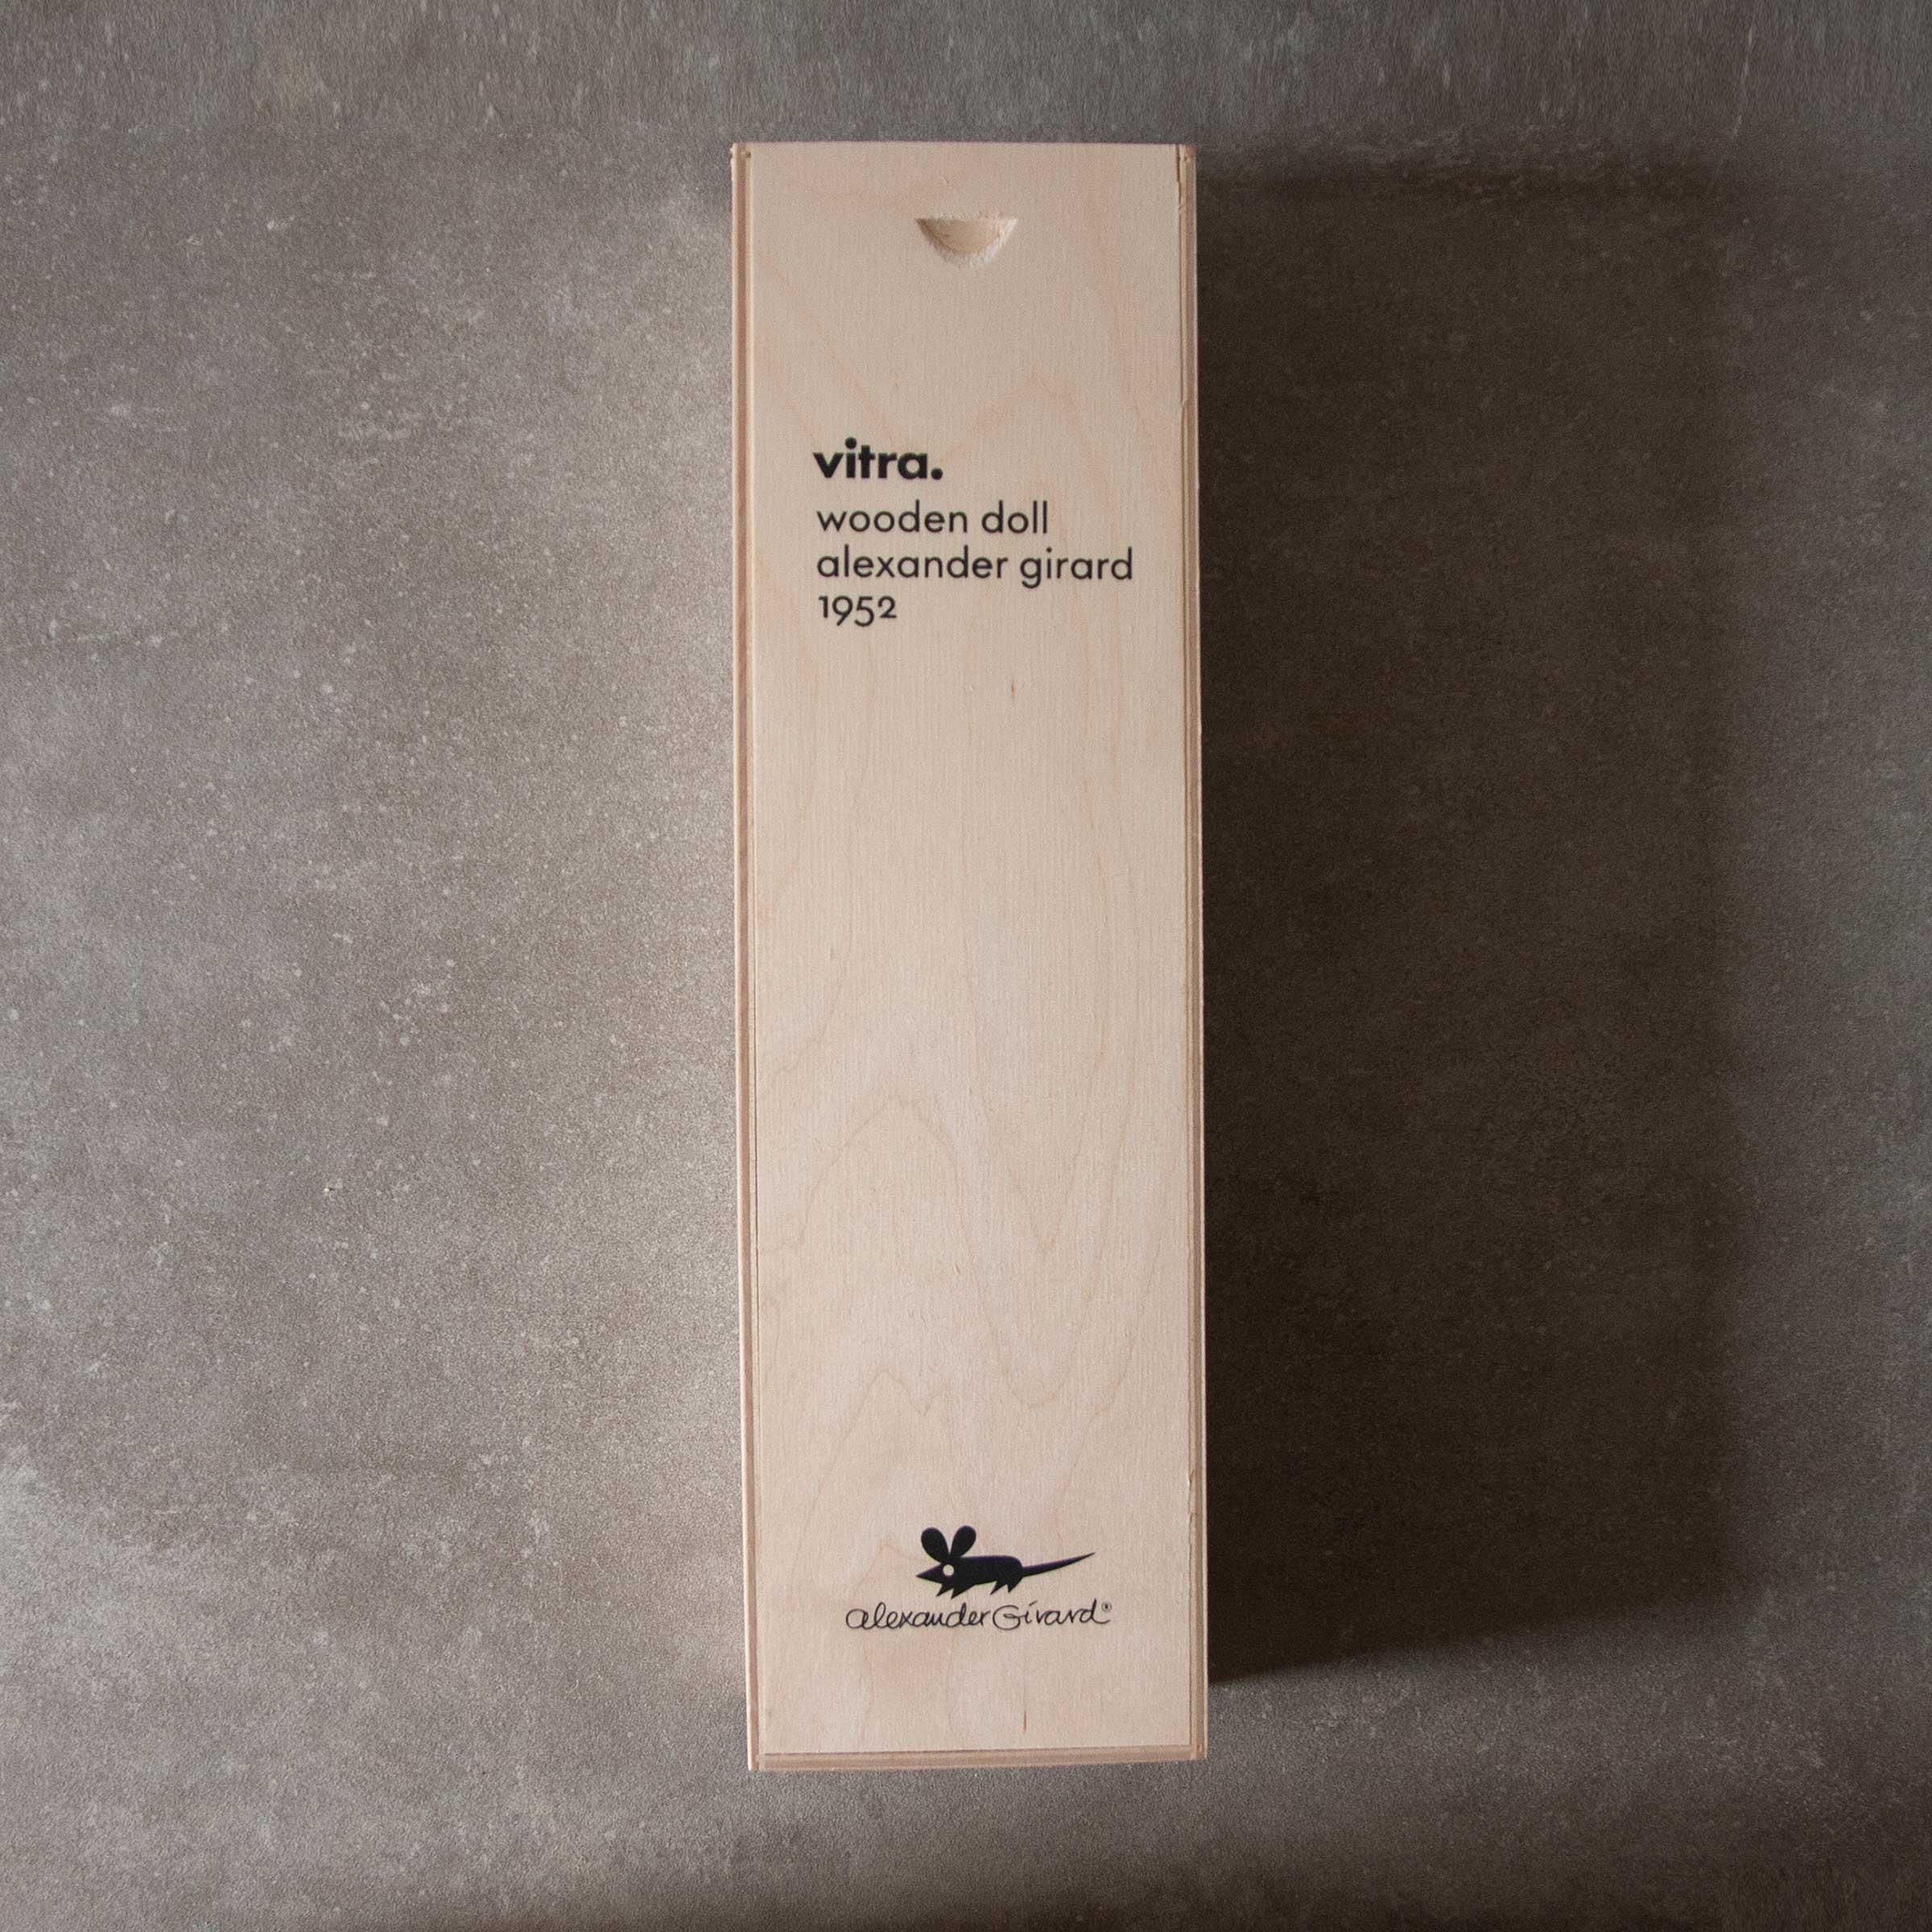 vitra.
wooden doll
alexander girard
1952
alexander Girard®